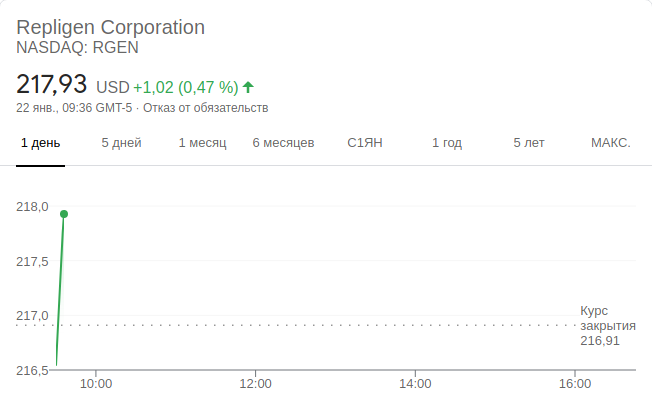 Repligen Corporation
NASDAQ: RGEN
217,93 USD +1,02 (0,47 %)
22 янв., 09:36 GMT-5 · Отказ от обязательств
1 день 5 дней 1 месяц 6 месяцев С1ЯН 1 год 5 лет МАКС.
218,0
217,5
217,0
216,5
Курс
закрытия
216,91
10:00 12:00 14:00 16:00